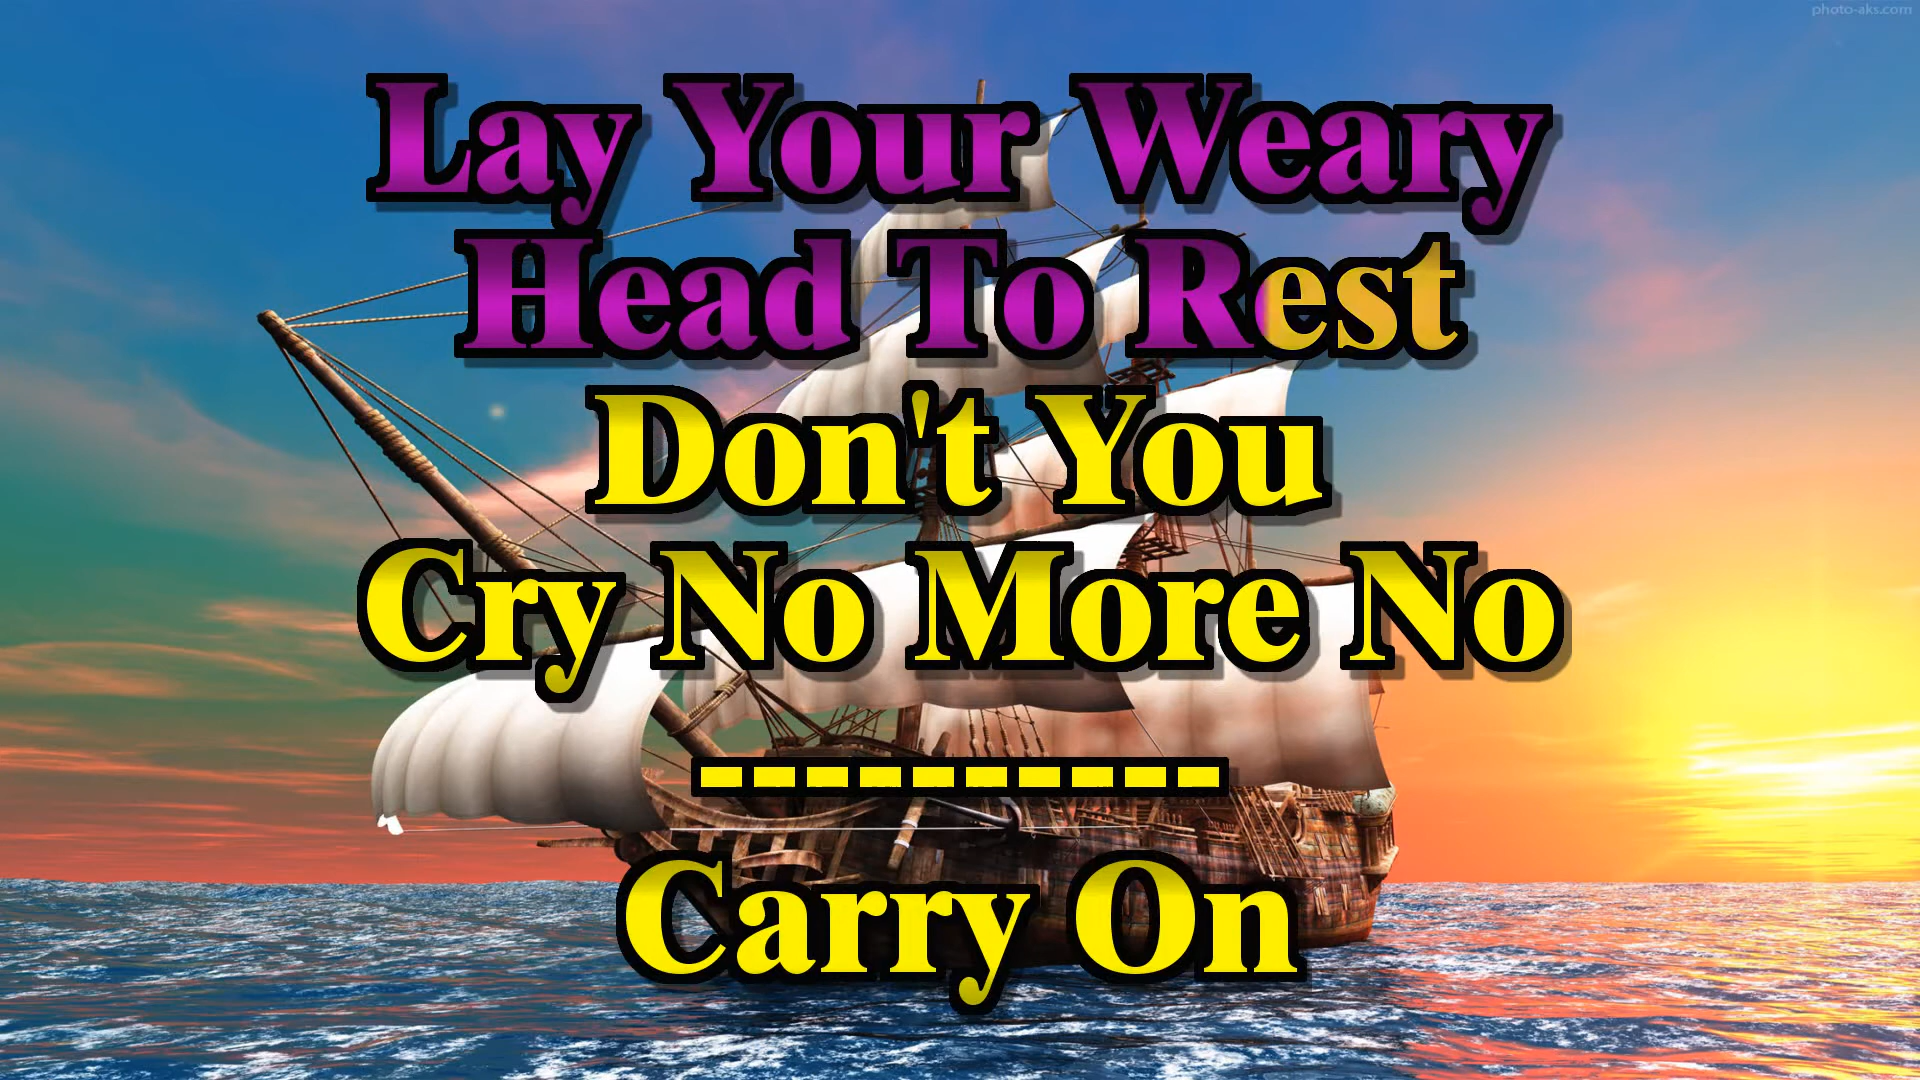 photo-aks.com
Lay Your Weary
Head To Rest
Don't You
Cry No More No
----------
Carry On